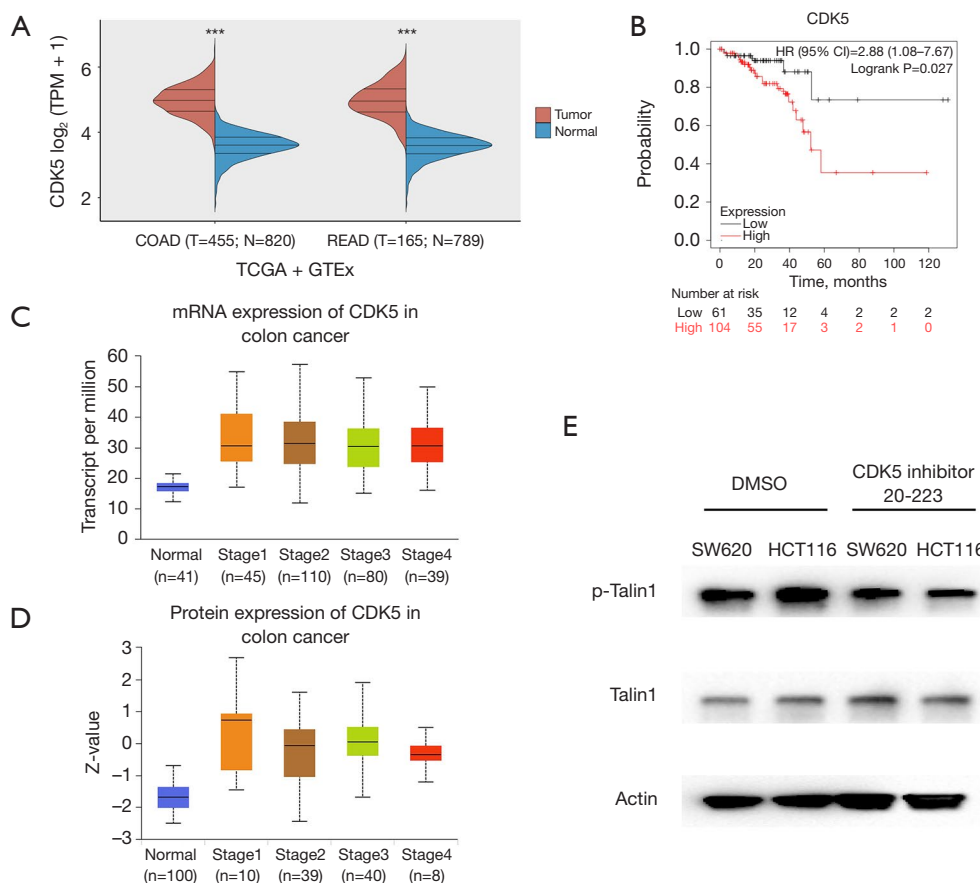 A
CDK5 log2 (TPM + 1)
6
4
2
***
***
Tumor
Normal
COAD (T=455; N=820)
READ (T=165; N=789)
TCGA + GTEx
B
CDK5
HR (95% CI)=2.88 (1.08–7.67)
Logrank P=0.027
Probability
1.0
0.8
0.6
0.4
0.2
0.0
Expression
Low
High
0 20 40 60 80 100 120
Time, months
Number at risk
Low 61 35 12 4 2 2 2
High 104 55 17 3 2 1 0
C
mRNA expression of CDK5 in
colon cancer
Transcript per million
60
50
40
30
20
10
0
Normal Stage1 Stage2 Stage3 Stage4
(n=41) (n=45) (n=110) (n=80) (n=39)
D
Protein expression of CDK5 in
colon cancer
Z-value
3
2
1
0
−1
−2
−3
Normal Stage1 Stage2 Stage3 Stage4
(n=100) (n=10) (n=39) (n=40) (n=8)
E
DMSO
CDK5 inhibitor
20-223
SW620 HCT116 SW620 HCT116
p-Talin1
Talin1
Actin